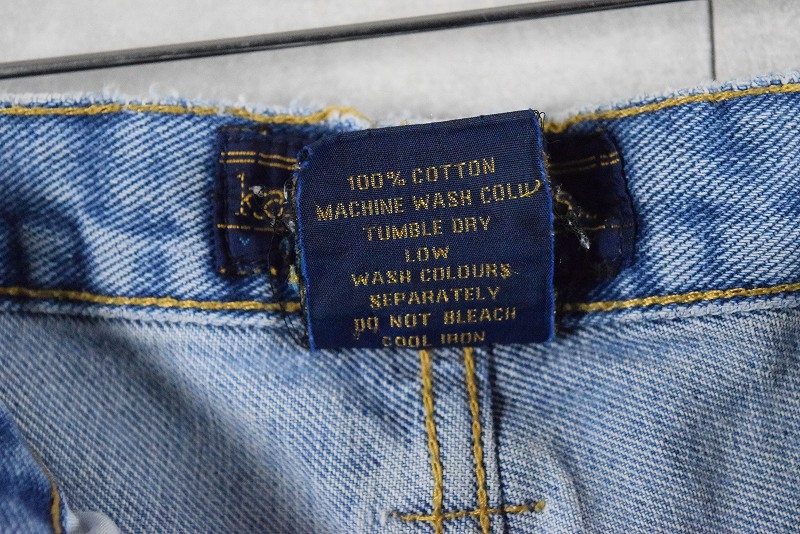 100% COTTON
MACHINE WASH COLD
TUMBLE DRY
LOW
WASH COLOURS
SEPARATELY
DO NOT BLEACH
COOL IRON